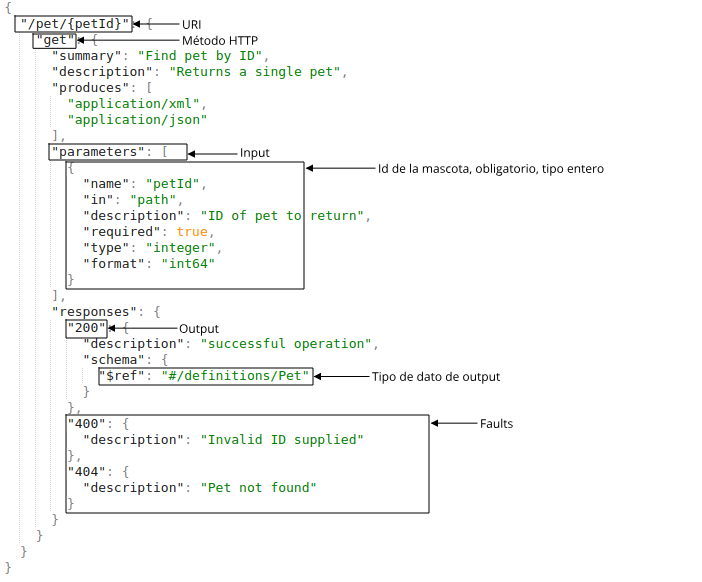 {
"/pet/{petId}" { URI
"get": { Método HTTP
"summary": "Find pet by ID",
"description": "Returns a single pet",
"produces": [
"application/xml",
"application/json"
],
"parameters": [ Input
{ Id de la mascota, obligatorio, tipo entero
"name": "petId",
"in": "path",
"description": "ID of pet to return",
"required": true,
"type": "integer",
"format": "int64"
}
],
"responses": {
"200" { Output
"description": "successful operation",
"schema": {
"$ref": "#/definitions/Pet" Tipo de dato de output
}
},
"400": { Faults
"description": "Invalid ID supplied"
},
"404": {
"description": "Pet not found"
}
}
}
}
}